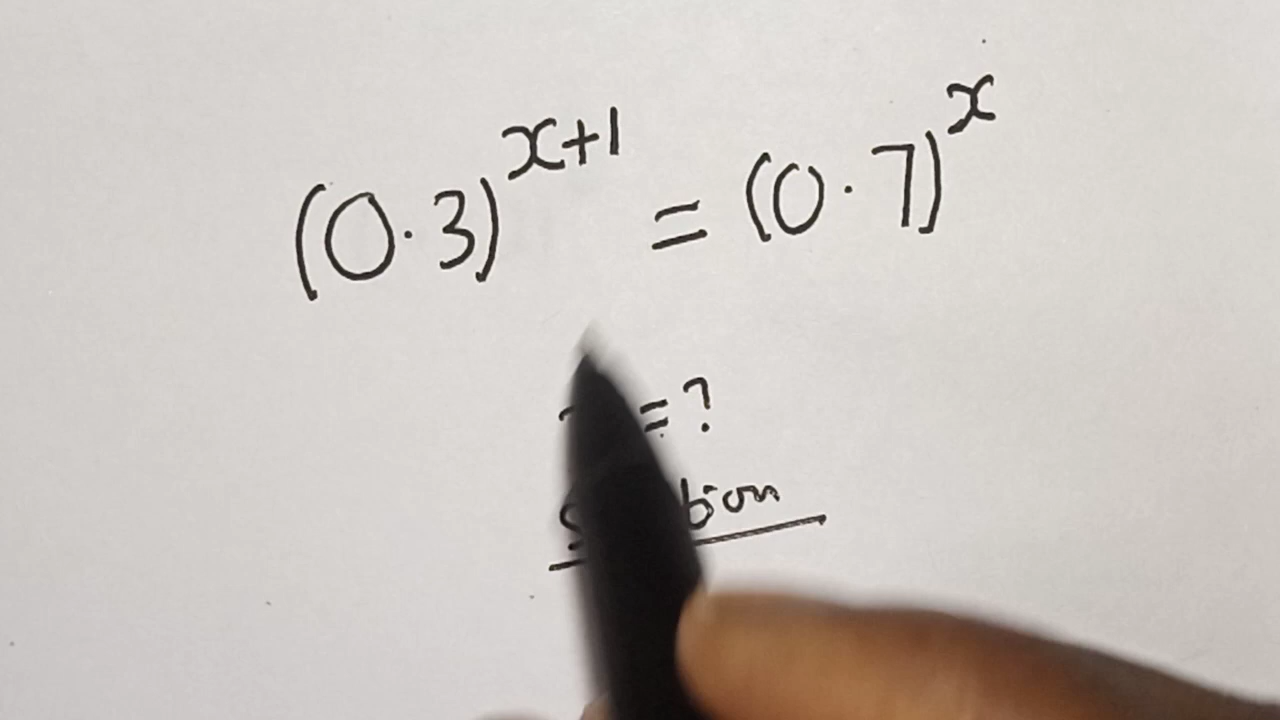 (0.3)^{x+1} = (0.7)^x
= ?